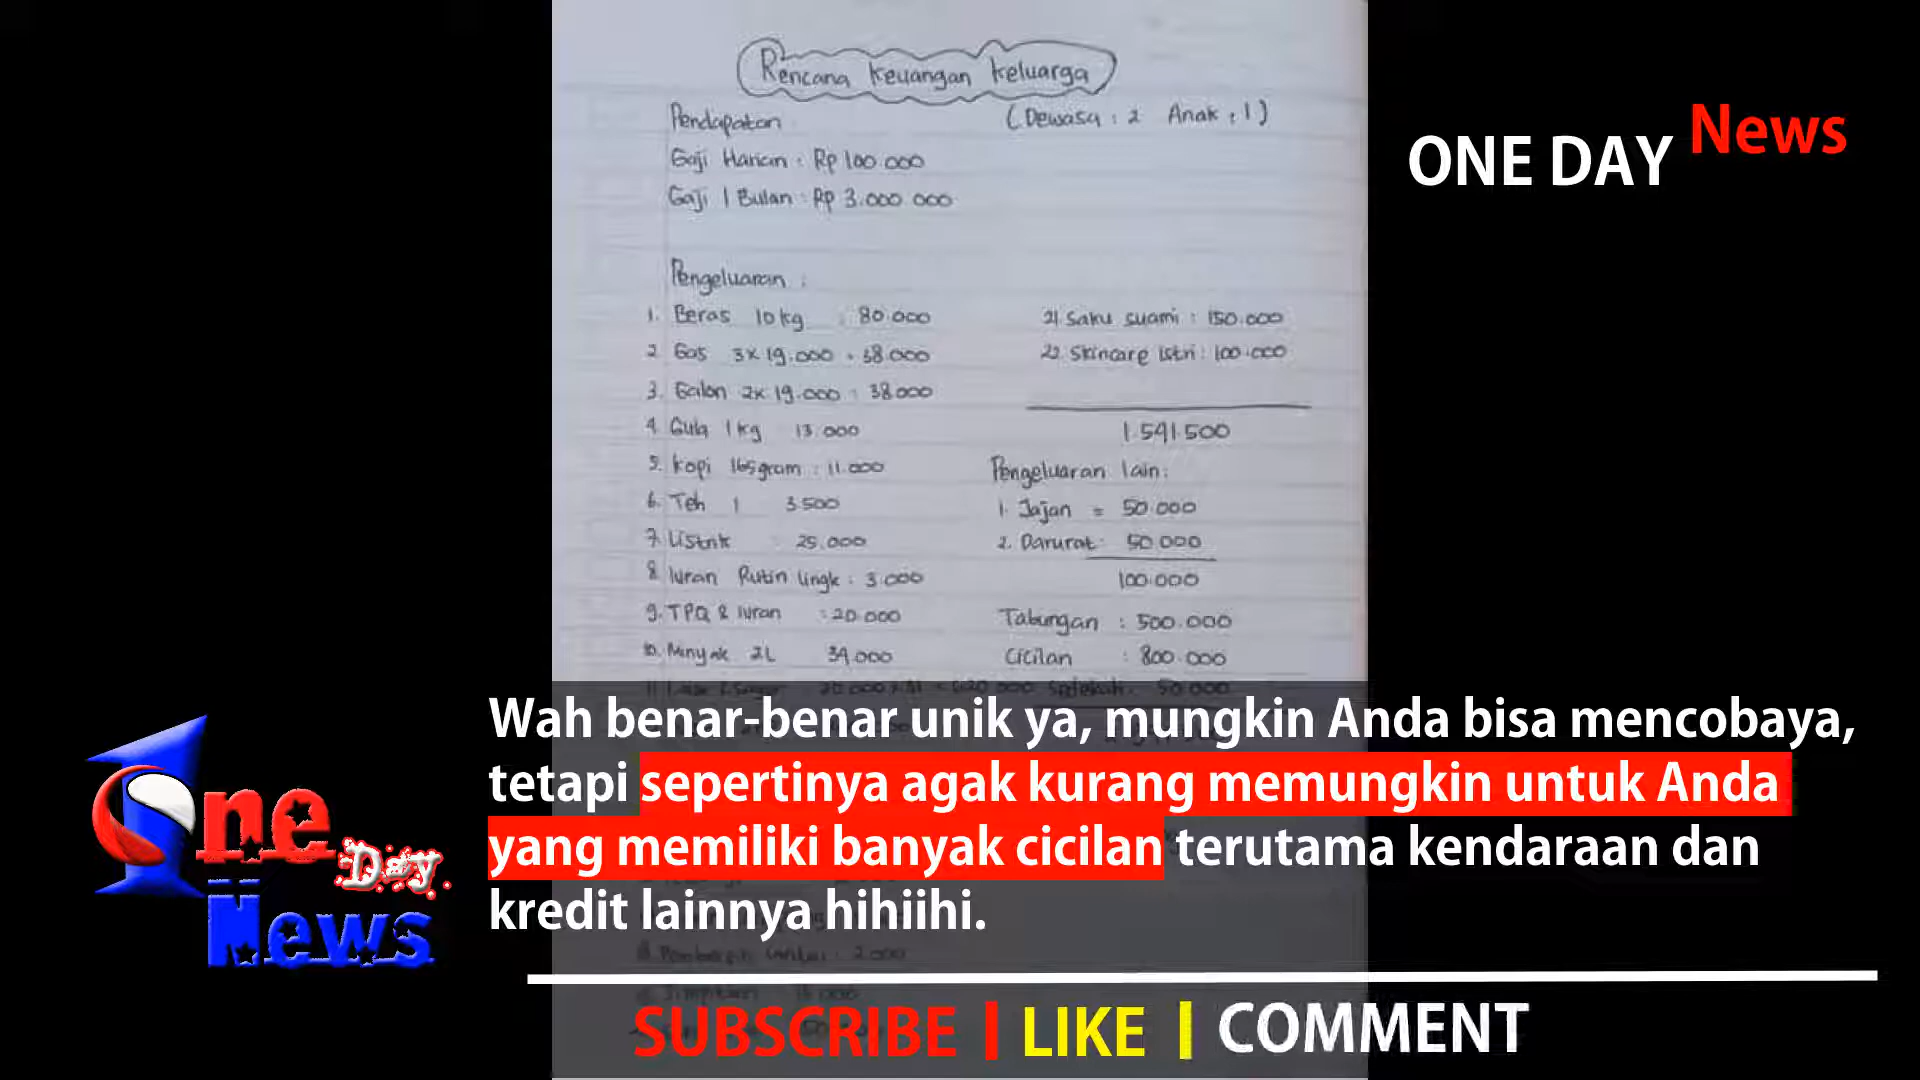 Rencana Keuangan Keluarga
Pendapatan
(Dewasa : 2 Anak : 1)
Gaji Harian : Rp 100.000
Gaji 1 Bulan : Rp 3.000.000
Pengeluaran :
1. Beras 10 kg : 80.000
2. Gas 3x 19.000 = 38.000
3. Galon 2x 19.000 : 38.000
4. Gula 1 kg 13.000
5. Kopi 165gram : 11.000
6. Teh 1 3.500
7. Listrik : 25.000
8. Iuran Rutin Lingk : 3.000
9. TPQ & Iuran : 20.000
10. Minyak 2L 34.000
21. Saku suami : 150.000
22. Skincare Istri : 100.000
1.591.500
Pengeluaran lain :
1. Jajan = 50.000
2. Darurat : 50.000
100.000
Tabungan : 500.000
Cicilan : 800.000
Sedekah : 50.000
ONE DAY News
Wah benar-benar unik ya, mungkin Anda bisa mencobaya,
tetapi sepertinya agak kurang memungkin untuk Anda
yang memiliki banyak cicilan terutama kendaraan dan
kredit lainnya hihiihi.
One
Day
News
SUBSCRIBE | LIKE | COMMENT